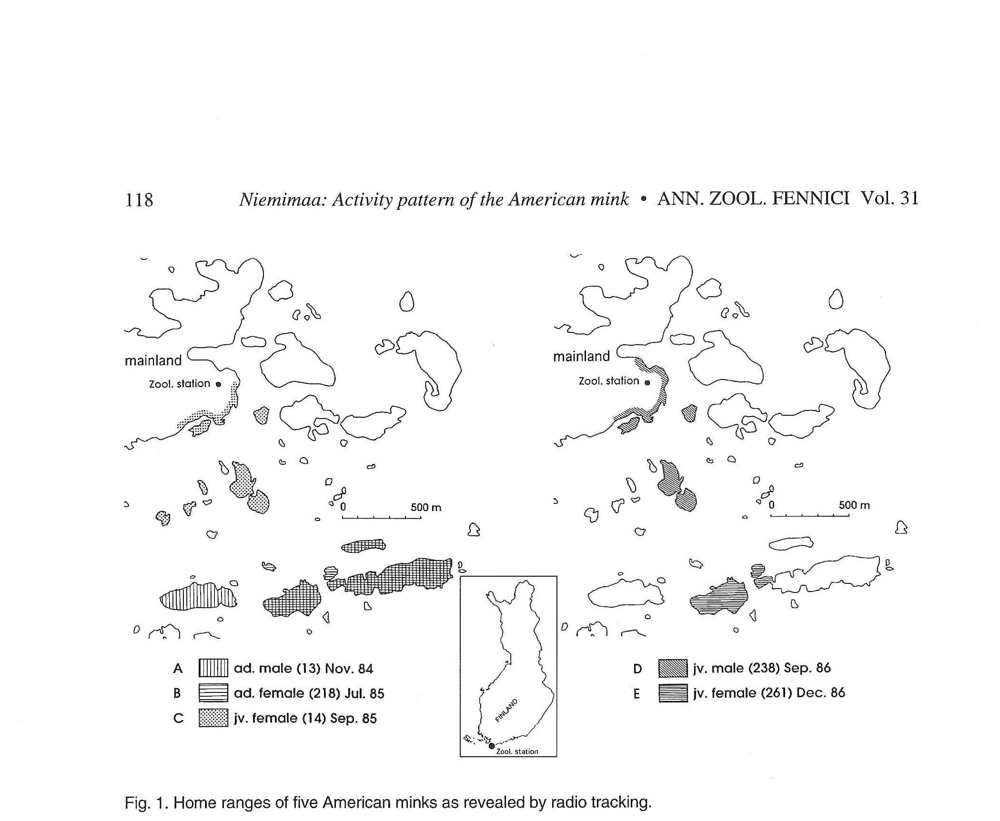 118 Niemimaa: Activity pattern of the American mink • ANN. ZOOL. FENNICI Vol. 31
mainland
Zool. station
0 500 m
A ad. male (13) Nov. 84
B ad. female (218) Jul. 85
C jv. female (14) Sep. 85
mainland
Zool. station
0 500 m
D jv. male (238) Sep. 86
E jv. female (261) Dec. 86
FINLAND
Zool. station
Fig. 1. Home ranges of five American minks as revealed by radio tracking.